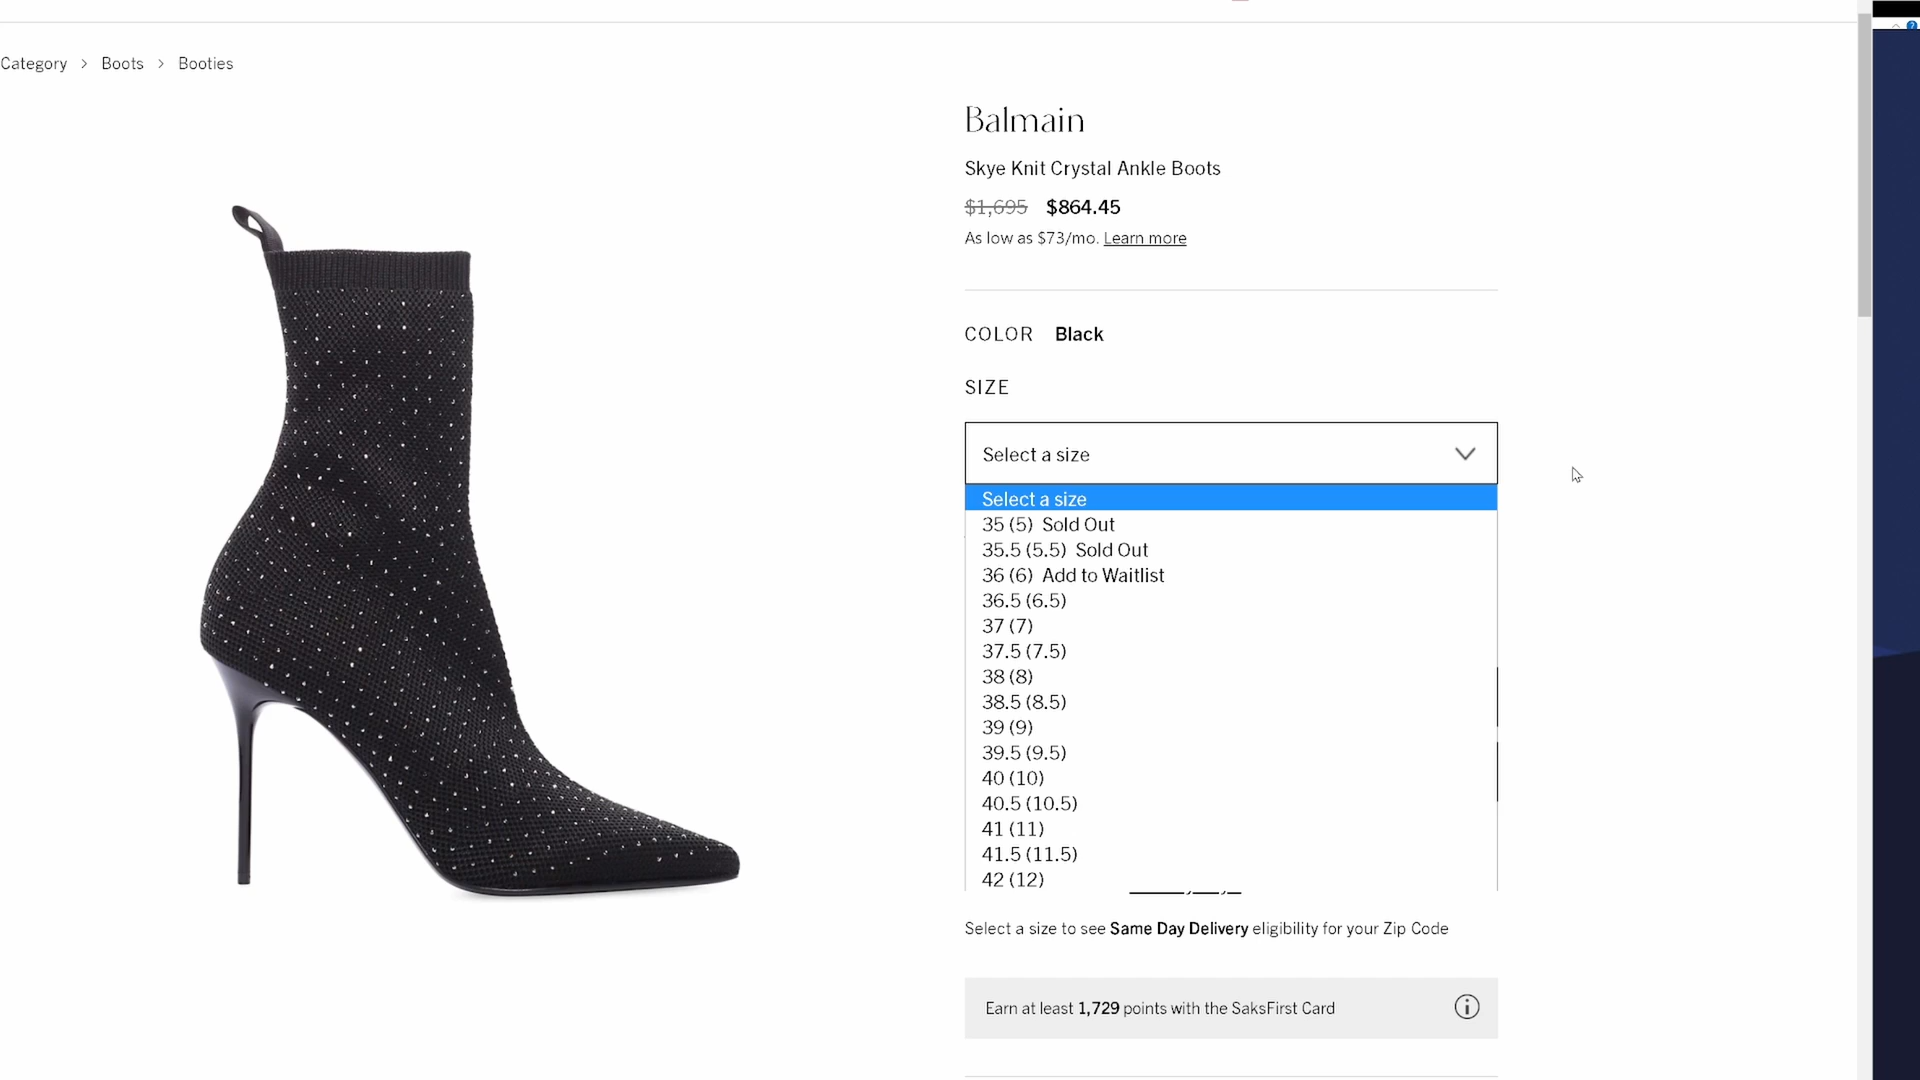 Category > Boots > Booties
Balmain
Skye Knit Crystal Ankle Boots
$1,695 $864.45
As low as $73/mo. Learn more
COLOR Black
SIZE
Select a size
Select a size
35 (5) Sold Out
35.5 (5.5) Sold Out
36 (6) Add to Waitlist
36.5 (6.5)
37 (7)
37.5 (7.5)
38 (8)
38.5 (8.5)
39 (9)
39.5 (9.5)
40 (10)
40.5 (10.5)
41 (11)
41.5 (11.5)
42 (12)
Select a size to see Same Day Delivery eligibility for your Zip Code
Earn at least 1,729 points with the SaksFirst Card